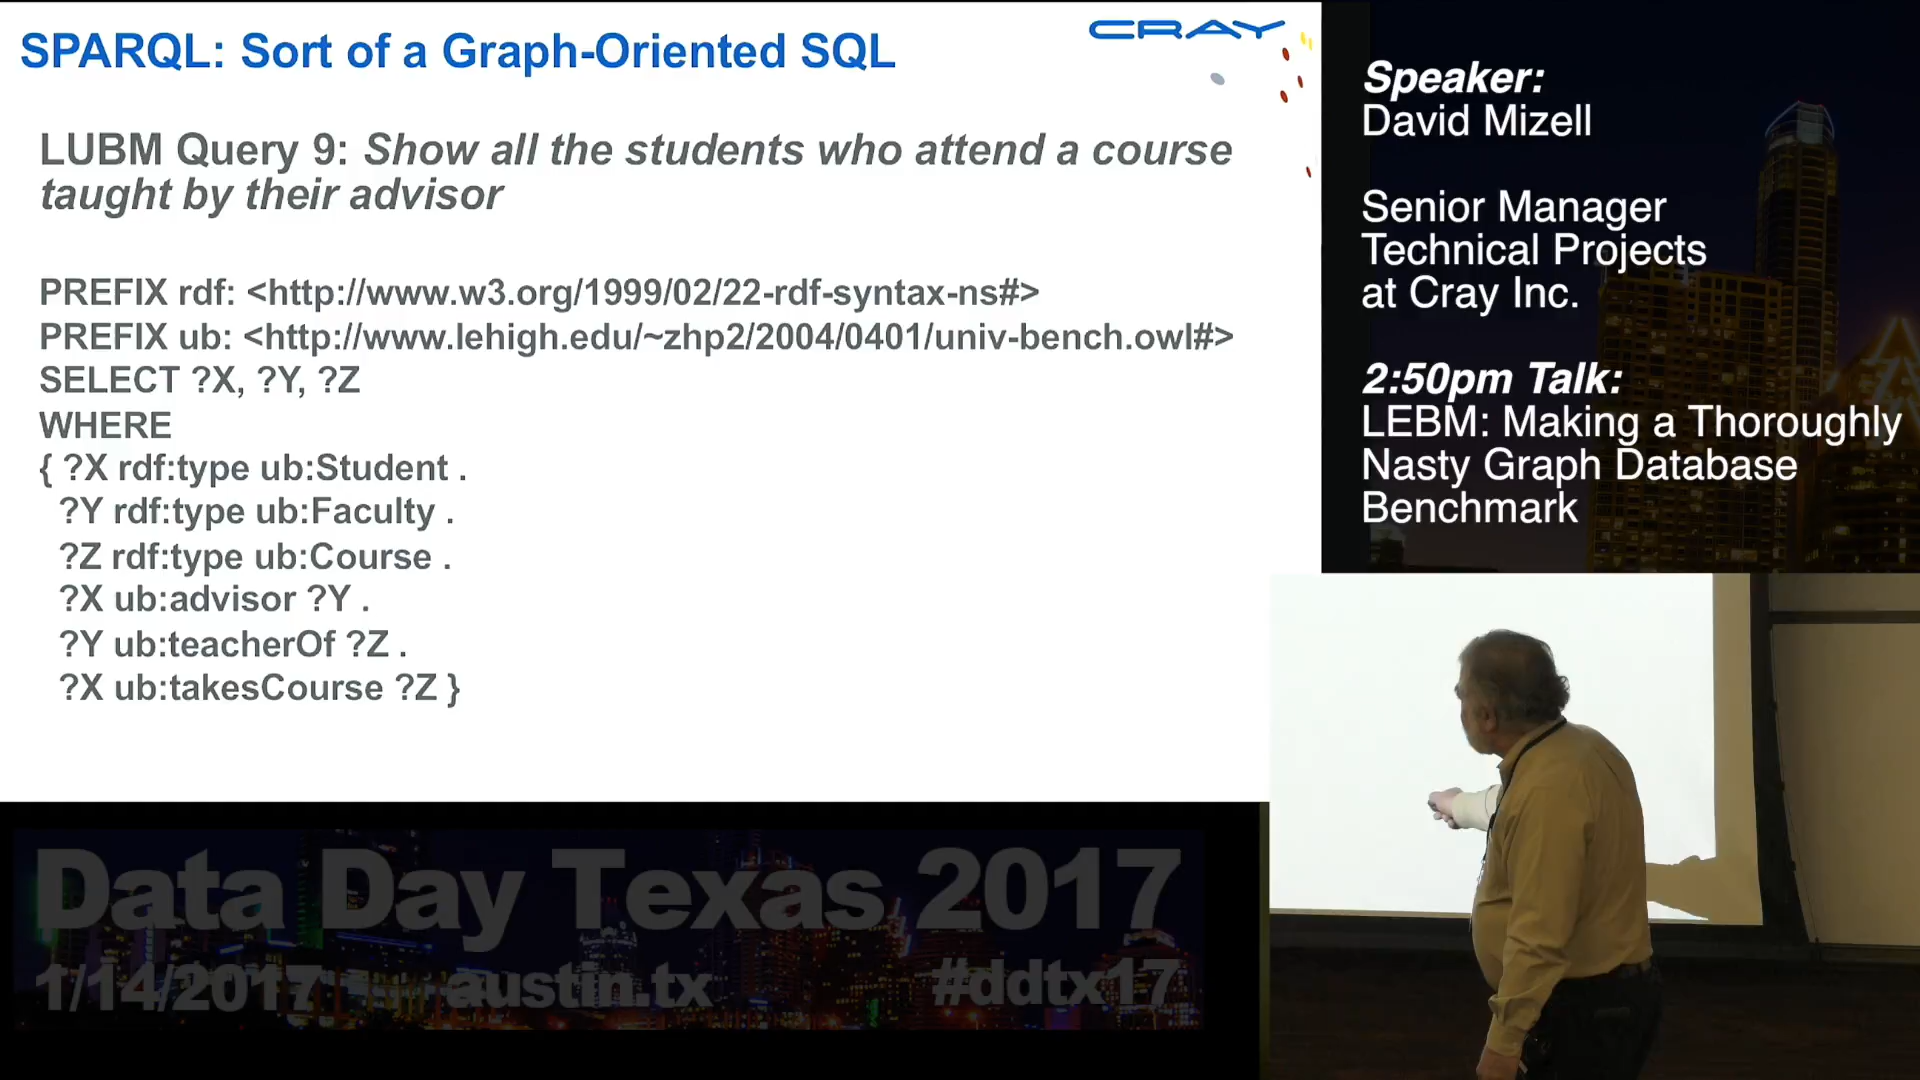 SPARQL: Sort of a Graph-Oriented SQL
CRAY
LUBM Query 9: Show all the students who attend a course
taught by their advisor
PREFIX rdf: <http://www.w3.org/1999/02/22-rdf-syntax-ns#>
PREFIX ub: <http://www.lehigh.edu/~zhp2/2004/0401/univ-bench.owl#>
SELECT ?X, ?Y, ?Z
WHERE
{ ?X rdf:type ub:Student .
?Y rdf:type ub:Faculty .
?Z rdf:type ub:Course .
?X ub:advisor ?Y .
?Y ub:teacherOf ?Z .
?X ub:takesCourse ?Z }
Speaker:
David Mizell
Senior Manager
Technical Projects
at Cray Inc.
2:50pm Talk:
LEBM: Making a Thoroughly
Nasty Graph Database
Benchmark
Data Day Texas 2017
1/14/2017 austin.tx #ddtx17